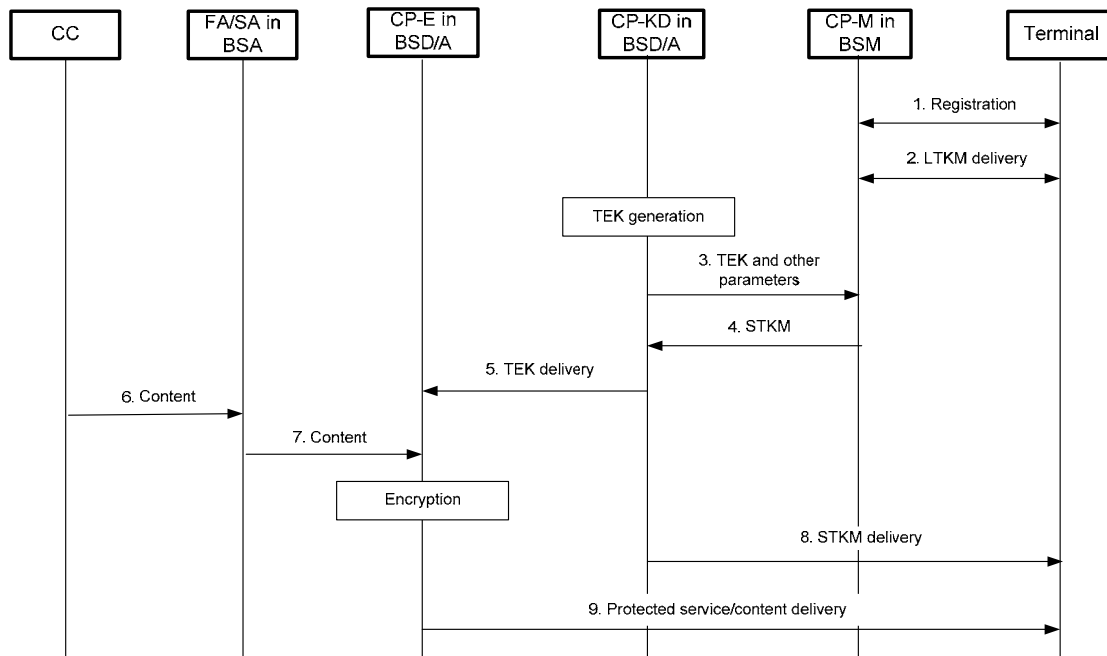 CC
FA/SA in
BSA
CP-E in
BSD/A
CP-KD in
BSD/A
CP-M in
BSM
Terminal
1. Registration
2. LTKM delivery
TEK generation
3. TEK and other
parameters
4. STKM
5. TEK delivery
6. Content
7. Content
Encryption
8. STKM delivery
9. Protected service/content delivery